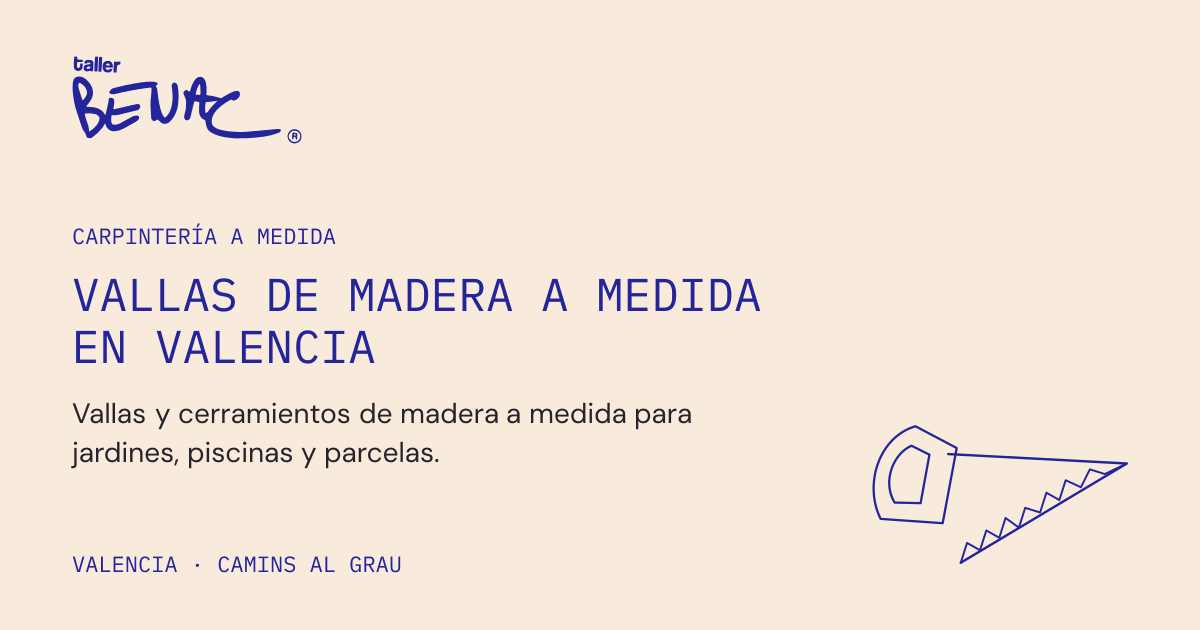 taller
BENAC ®
CARPINTERÍA A MEDIDA
VALLAS DE MADERA A MEDIDA
EN VALENCIA
Vallas y cerramientos de madera a medida para
jardines, piscinas y parcelas.
VALENCIA · CAMINS AL GRAU